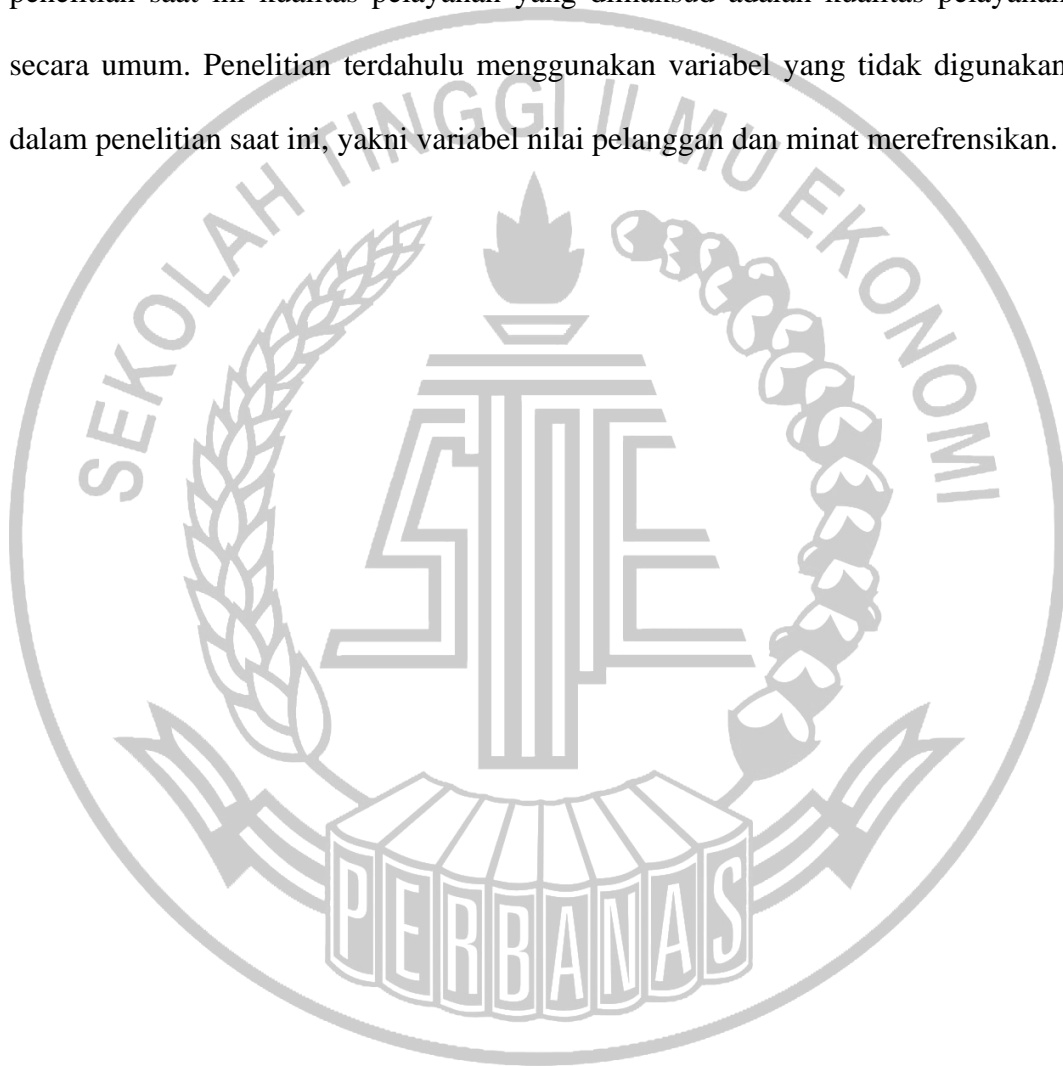 penelitian saat ini kualitas pelayanan yang dimaksud adalah kualitas pelayanan
secara umum. Penelitian terdahulu menggunakan variabel yang tidak digunakan
dalam penelitian saat ini, yakni variabel nilai pelanggan dan minat merefrensikan.
SEKOLAH TINGGI ILMU EKONOMI
STIE
PERBANAS